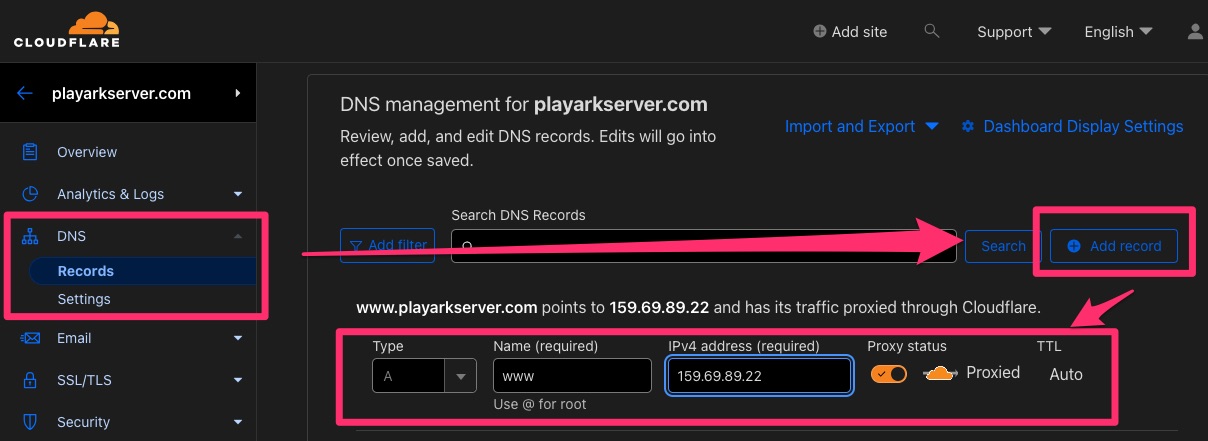 CLOUDFLARE
Add site
Support
English
playarkserver.com
Overview
Analytics & Logs
DNS
Records
Settings
Email
SSL/TLS
Security
DNS management for playarkserver.com
Review, add, and edit DNS records. Edits will go into
effect once saved.
Import and Export
Dashboard Display Settings
Search DNS Records
Add filter
Search
Add record
www.playarkserver.com points to 159.69.89.22 and has its traffic proxied through Cloudflare.
Type
Name (required)
IPv4 address (required)
Proxy status
TTL
A
www
159.69.89.22
Proxied
Auto
Use @ for root